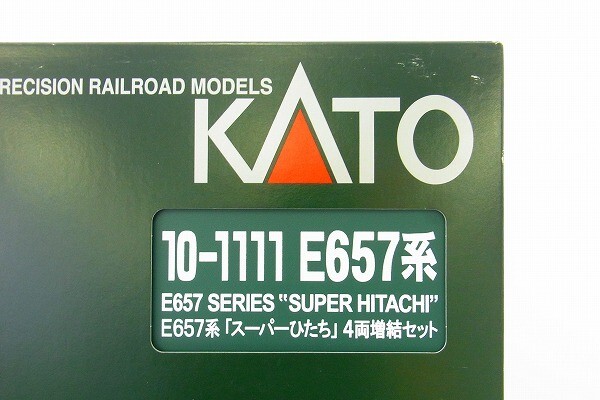 RECISION RAILROAD MODELS
KATO
10-1111 E657系
E657 SERIES “SUPER HITACHI”
E657系「スーパーひたち」4両増結セット